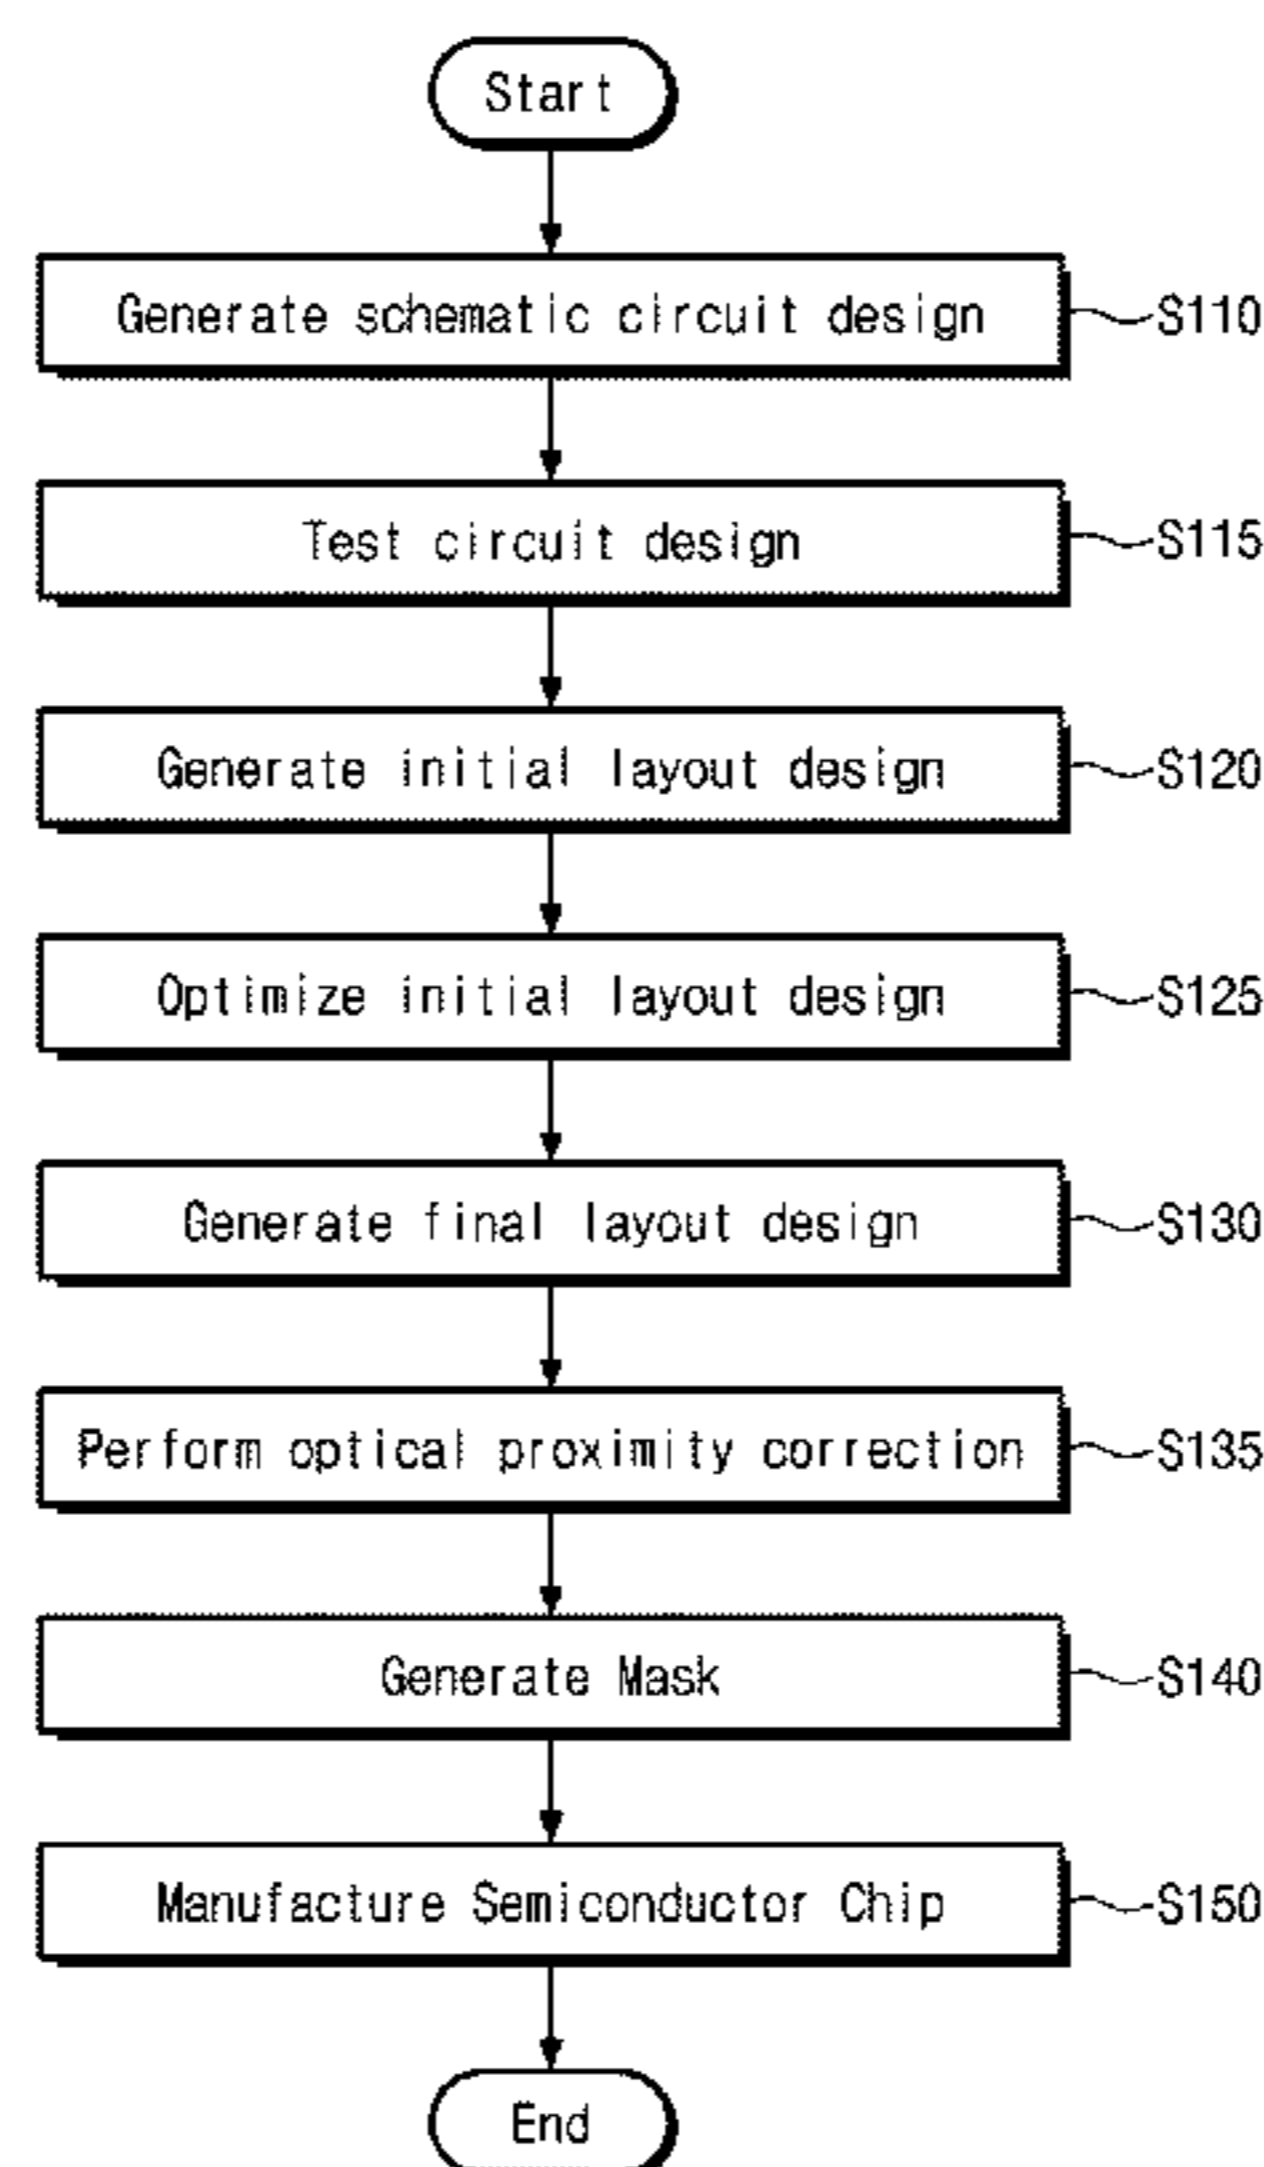 Start
Generate schematic circuit design
S110
Test circuit design
S115
Generate initial layout design
S120
Optimize initial layout design
S125
Generate final layout design
S130
Perform optical proximity correction
S135
Generate Mask
S140
Manufacture Semiconductor Chip
S150
End